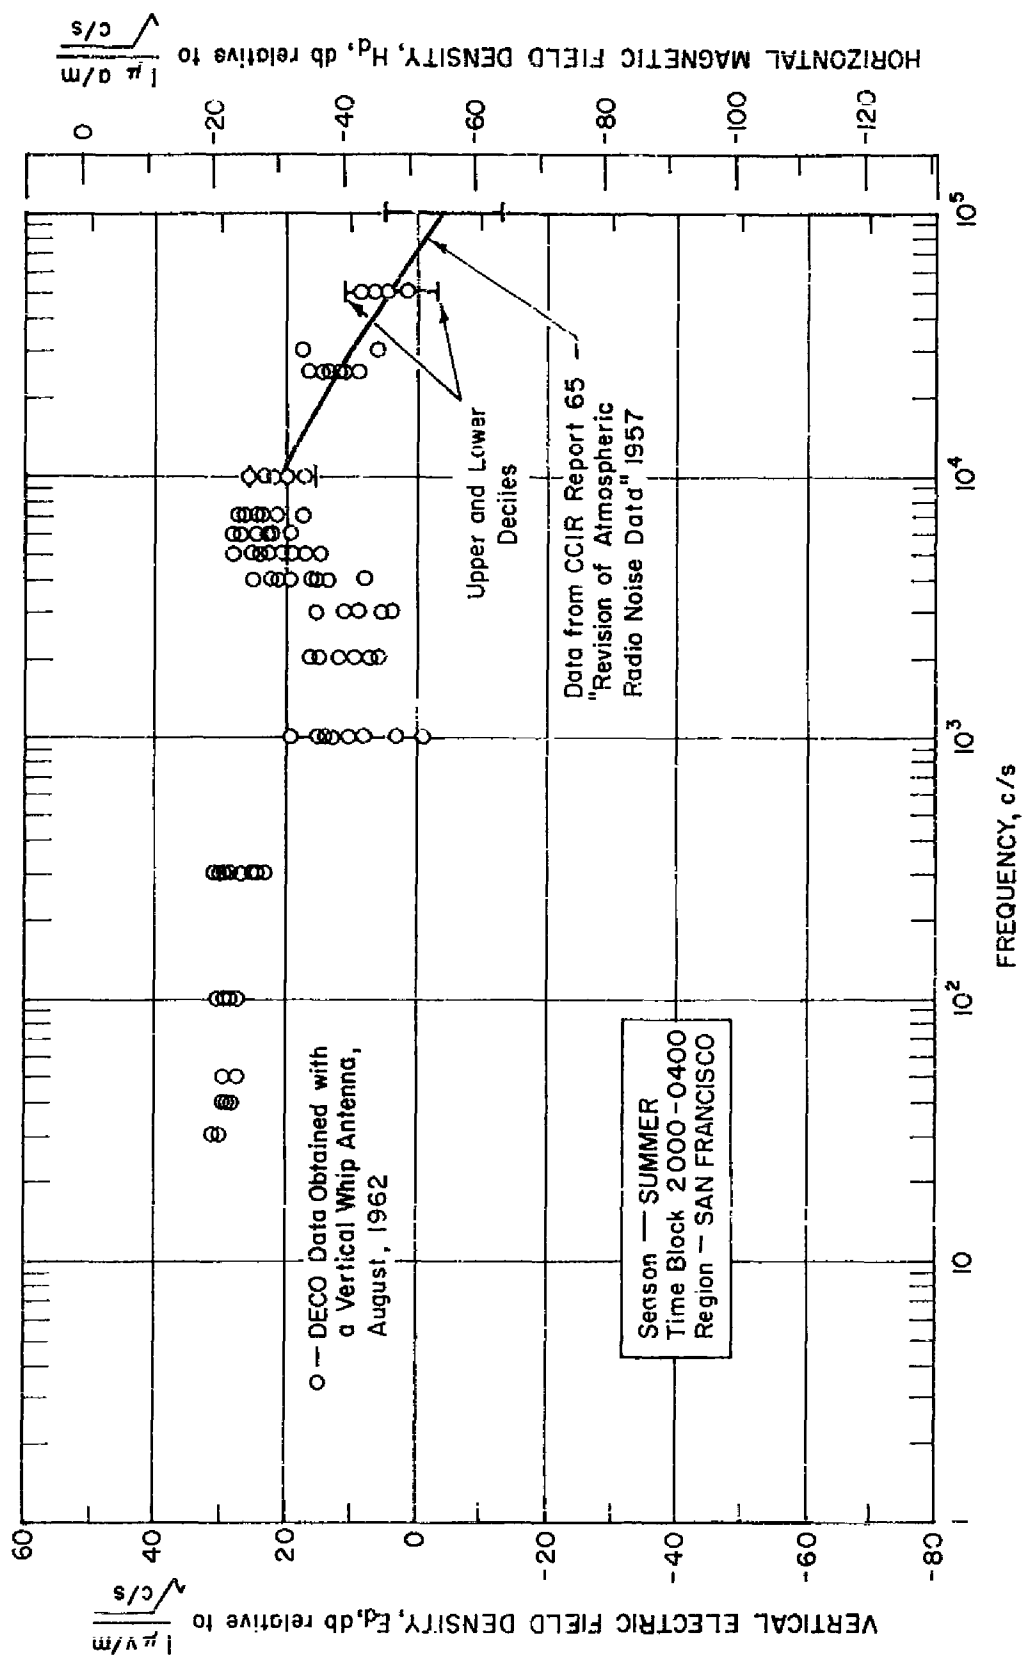 VERTICAL ELECTRIC FIELD DENSITY, Ed, db relative to
1 μ v/m
√ c/s
60
40
20
0
-20
-40
-60
-80
HORIZONTAL MAGNETIC FIELD DENSITY, Hd, db relative to
1 μ a/m
√ c/s
0
-20
-40
-60
-80
-100
-120
1
10
10²
10³
10⁴
10⁵
FREQUENCY, c/s
O — DECO Data Obtained with
a Vertical Whip Antenna,
August, 1962
Season — SUMMER
Time Block 2000-0400
Region — SAN FRANCISCO
Upper and Lower
Deciles
Data from CCIR Report 65 —
"Revision of Atmospheric
Radio Noise Data" 1957